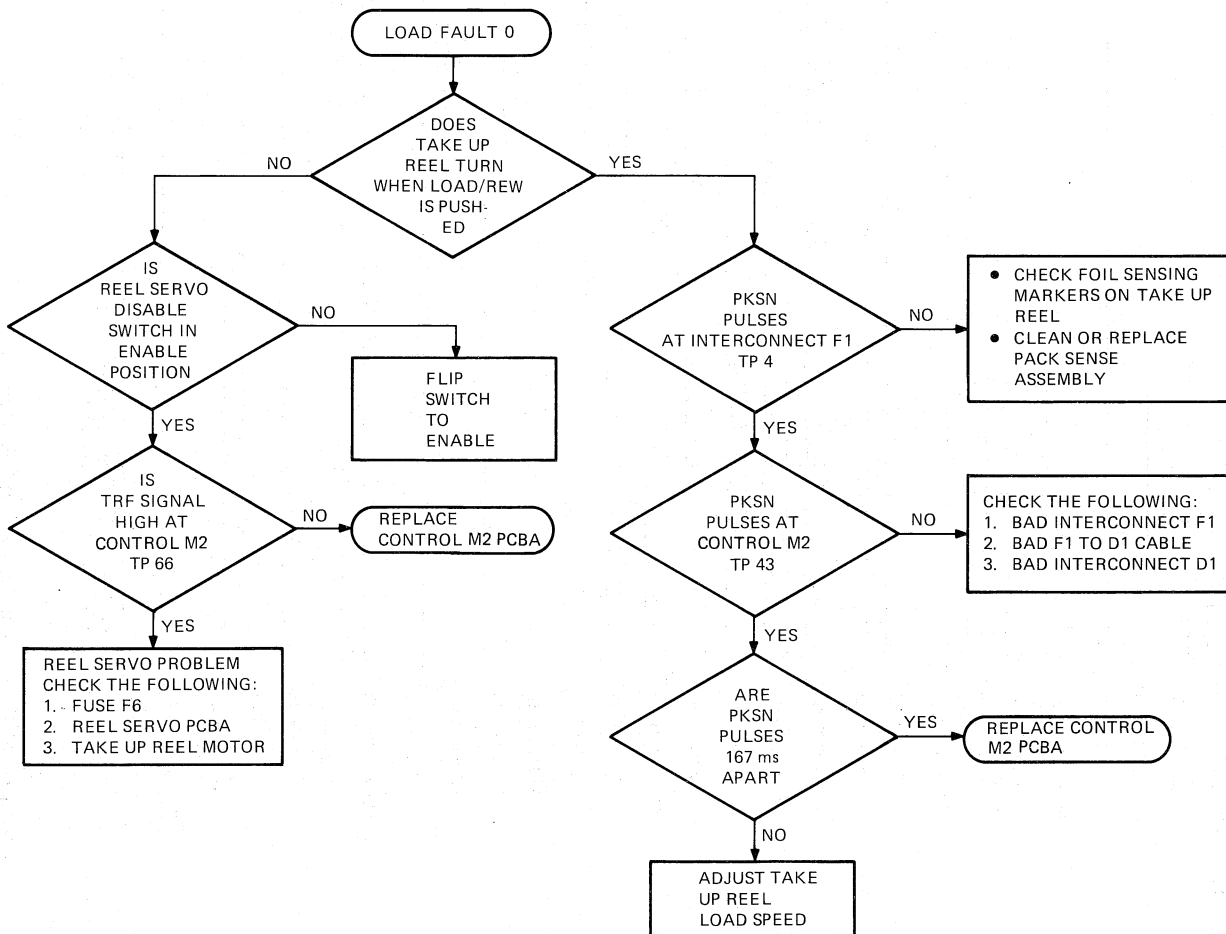 LOAD FAULT 0
DOES
TAKE UP
REEL TURN
WHEN LOAD/REW
IS PUSH-
ED
NO
YES
IS
REEL SERVO
DISABLE
SWITCH IN
ENABLE
POSITION
NO
FLIP
SWITCH
TO
ENABLE
YES
IS
TRF SIGNAL
HIGH AT
CONTROL M2
TP 66
NO
REPLACE
CONTROL M2 PCBA
YES
REEL SERVO PROBLEM
CHECK THE FOLLOWING:
1. FUSE F6
2. REEL SERVO PCBA
3. TAKE UP REEL MOTOR
PKSN
PULSES
AT INTERCONNECT F1
TP 4
NO
● CHECK FOIL SENSING
MARKERS ON TAKE UP
REEL
● CLEAN OR REPLACE
PACK SENSE
ASSEMBLY
YES
PKSN
PULSES AT
CONTROL M2
TP 43
NO
CHECK THE FOLLOWING:
1. BAD INTERCONNECT F1
2. BAD F1 TO D1 CABLE
3. BAD INTERCONNECT D1
YES
ARE
PKSN
PULSES
167 ms
APART
YES
REPLACE CONTROL
M2 PCBA
NO
ADJUST TAKE
UP REEL
LOAD SPEED